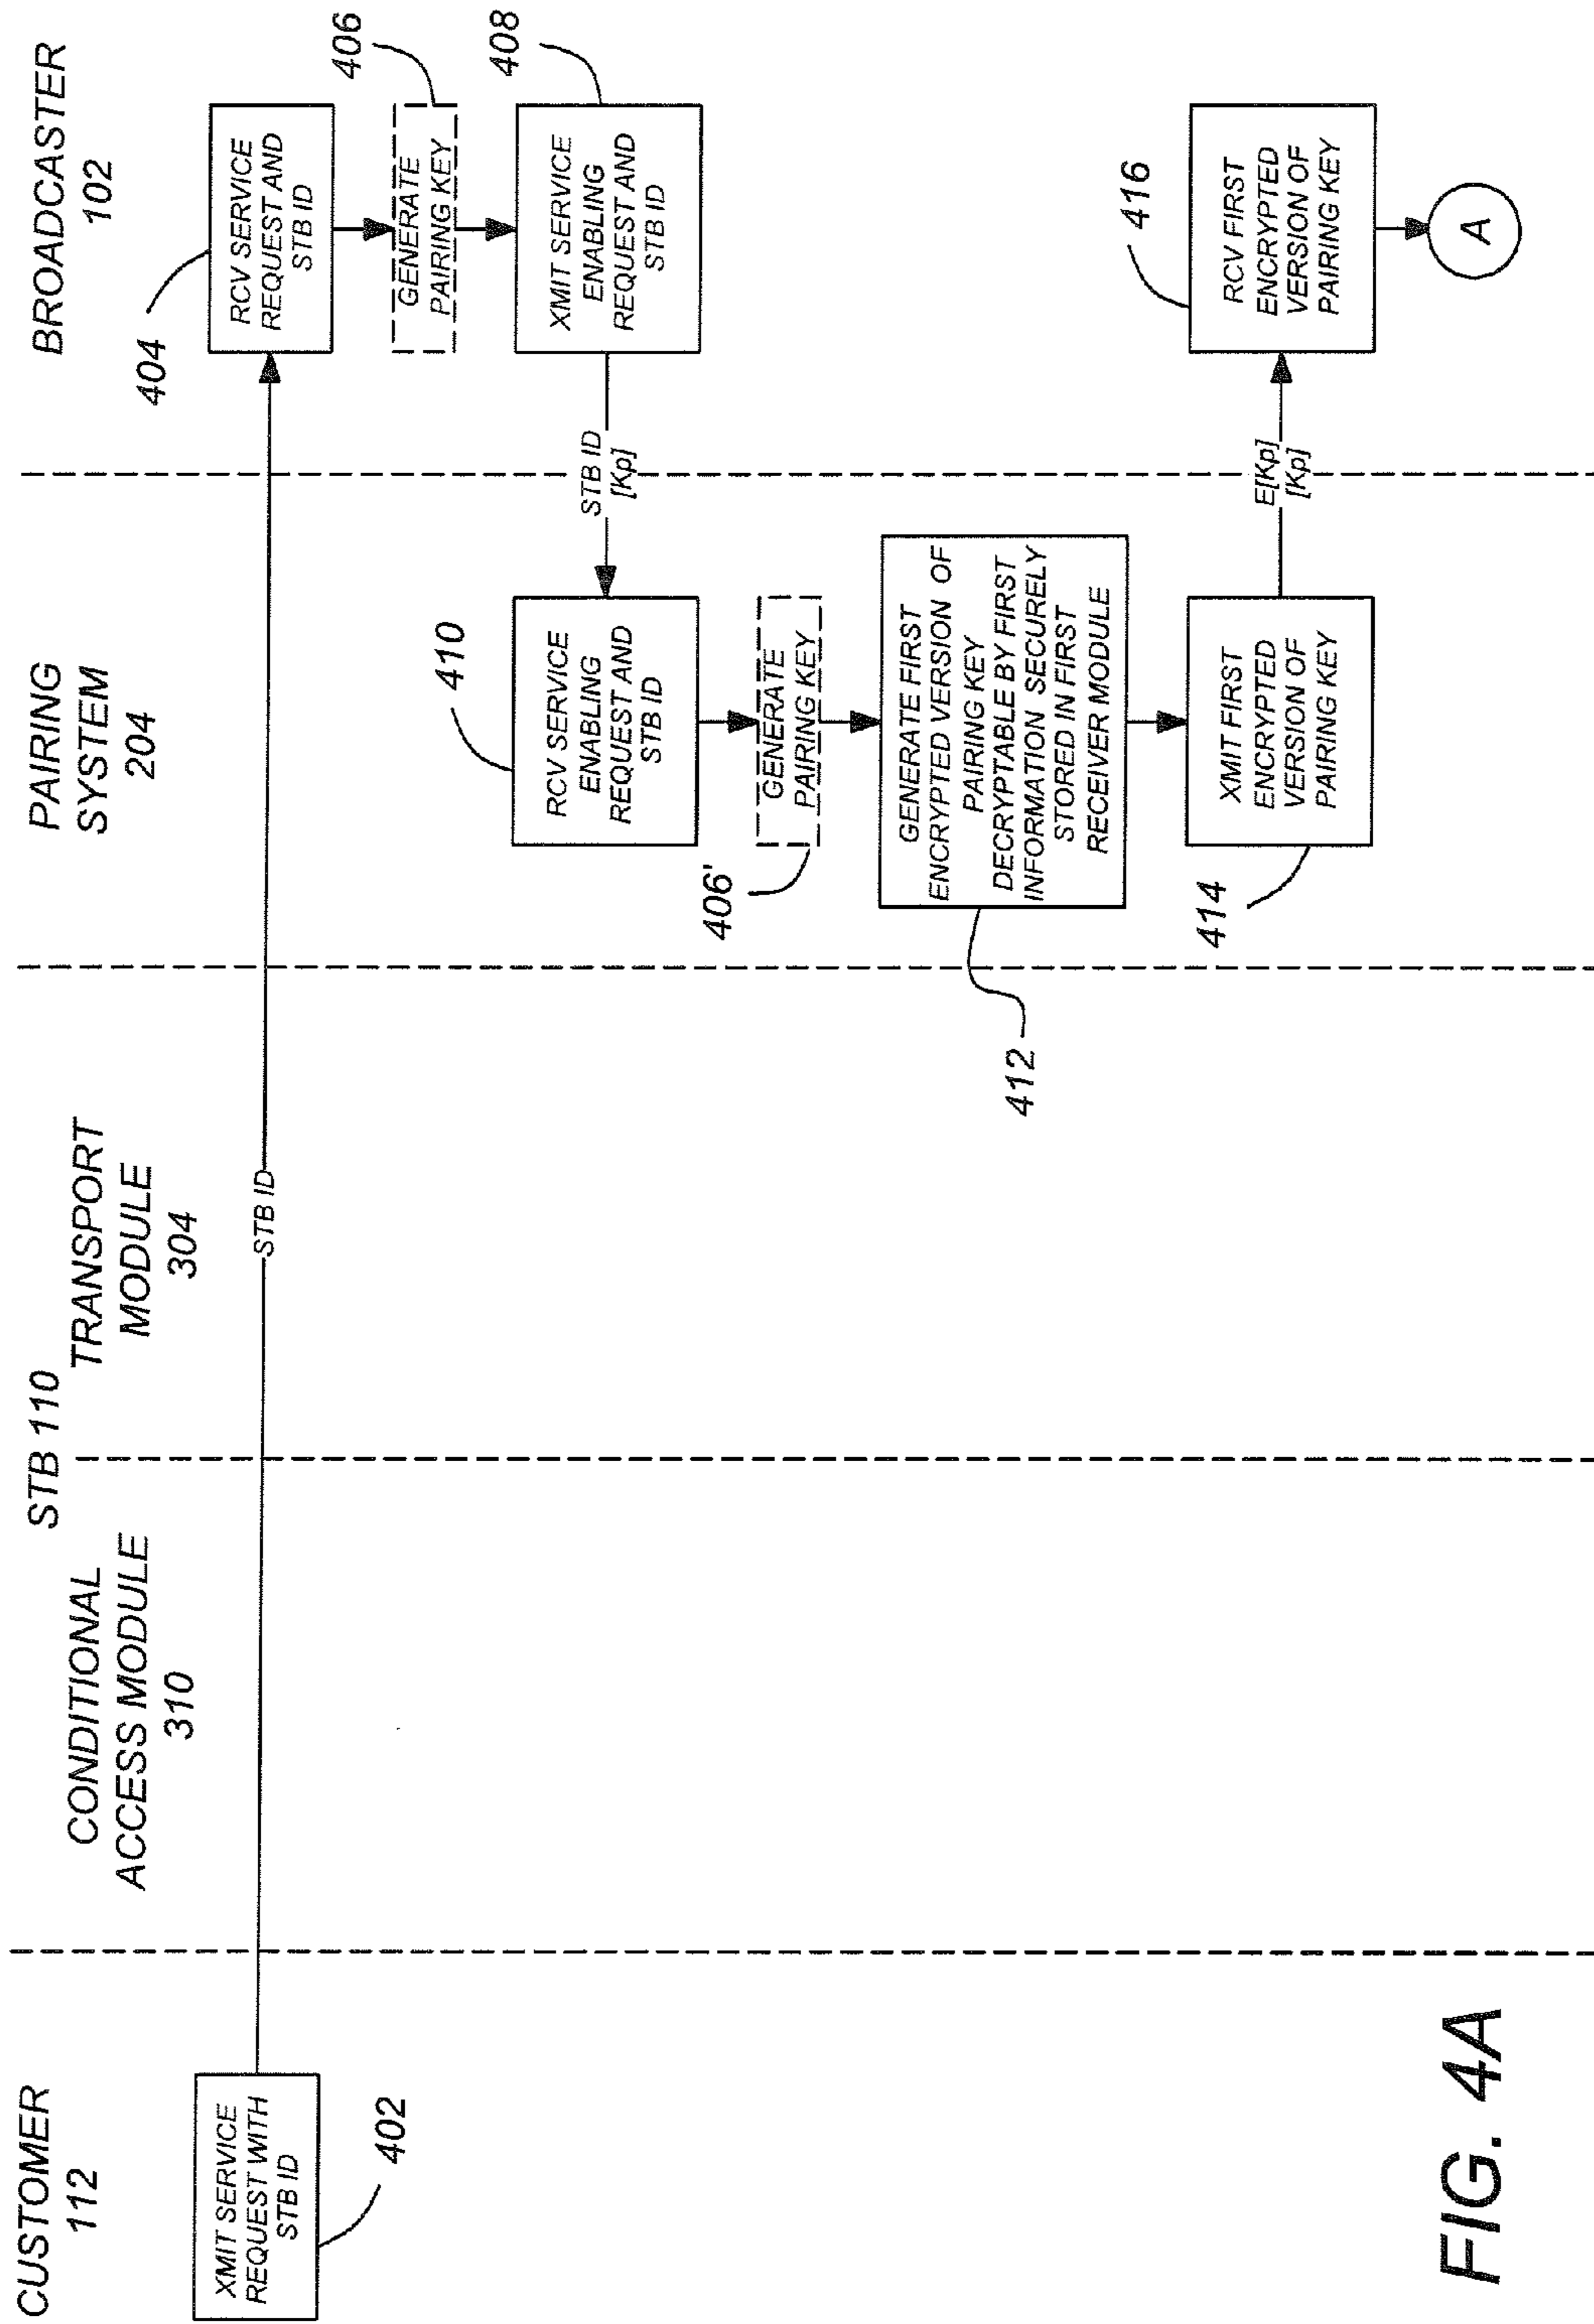 CUSTOMER
112
STB 110
CONDITIONAL
ACCESS MODULE
310
TRANSPORT
MODULE
304
PAIRING
SYSTEM
204
BROADCASTER
102
XMIT SERVICE
REQUEST WITH
STB ID
402
STB ID
404
RCV SERVICE
REQUEST AND
STB ID
406
GENERATE
PAIRING KEY
408
XMIT SERVICE
ENABLING
REQUEST AND
STB ID
STB ID
[Kp]
410
RCV SERVICE
ENABLING
REQUEST AND
STB ID
406'
GENERATE
PAIRING KEY
412
GENERATE FIRST
ENCRYPTED VERSION OF
PAIRING KEY
DECRYPTABLE BY FIRST
INFORMATION SECURELY
STORED IN FIRST
RECEIVER MODULE
414
XMIT FIRST
ENCRYPTED
VERSION OF
PAIRING KEY
E[Kp]
[Kp]
416
RCV FIRST
ENCRYPTED
VERSION OF
PAIRING KEY
A
FIG. 4A